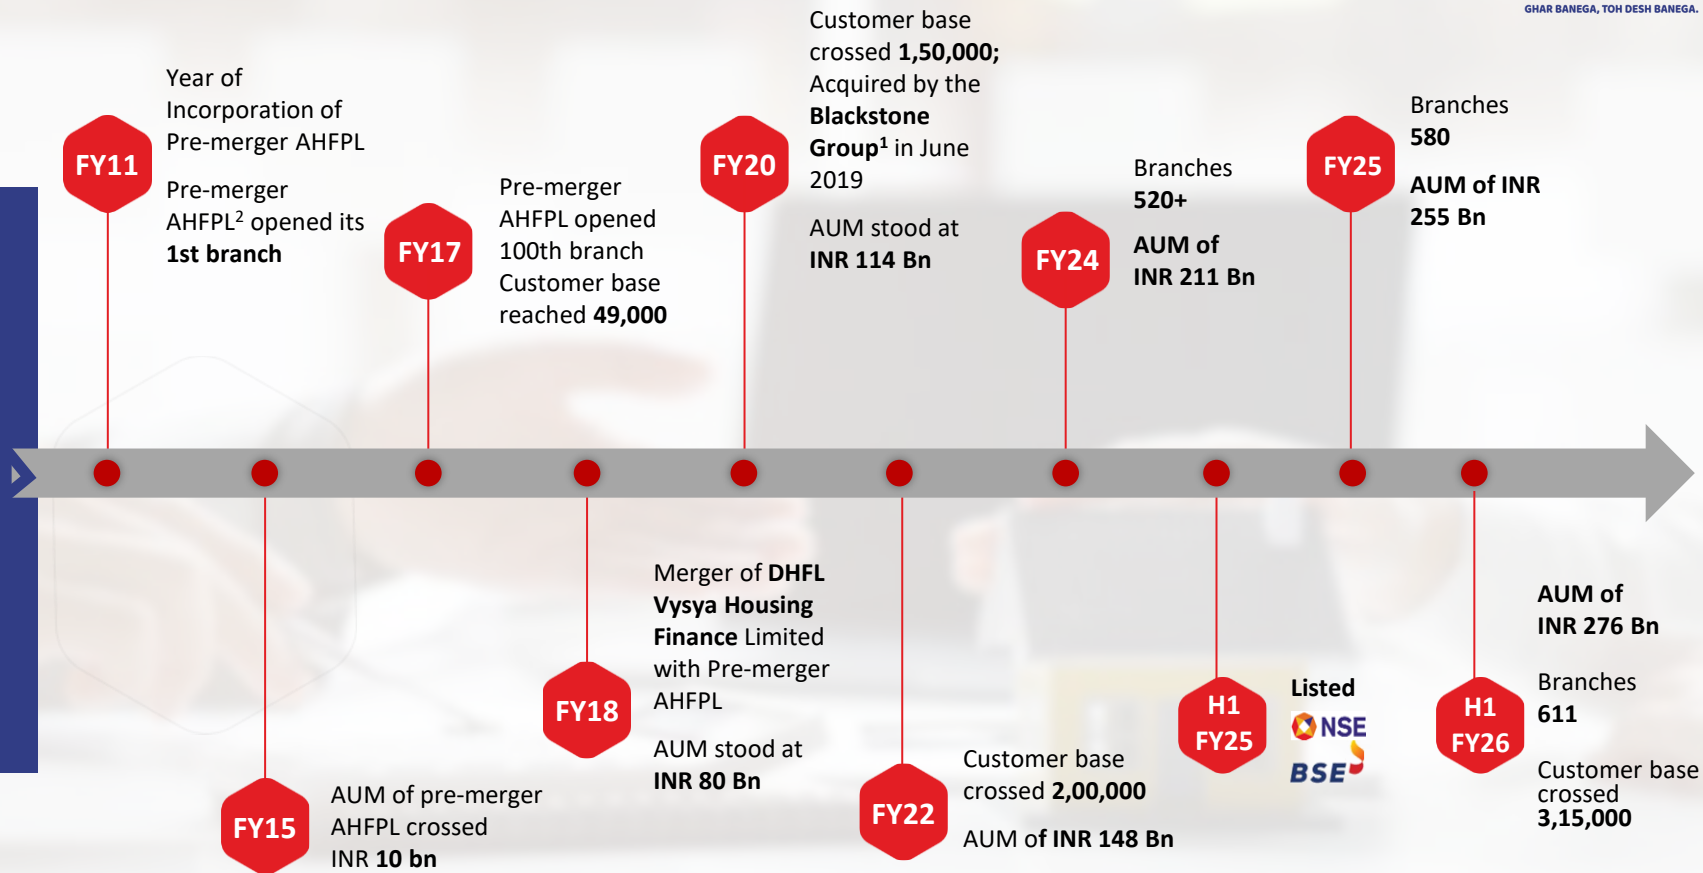 GHAR BANEGA, TOH DESH BANEGA.
FY11
Year of
Incorporation of
Pre-merger AHFPL
Pre-merger
AHFPL2 opened its
1st branch
FY15
AUM of pre-merger
AHFPL crossed
INR 10 bn
FY17
Pre-merger
AHFPL opened
100th branch
Customer base
reached 49,000
FY18
Merger of DHFL
Vysya Housing
Finance Limited
with Pre-merger
AHFPL
AUM stood at
INR 80 Bn
FY20
Customer base
crossed 1,50,000;
Acquired by the
Blackstone
Group1 in June
2019
AUM stood at
INR 114 Bn
FY22
Customer base
crossed 2,00,000
AUM of INR 148 Bn
FY24
Branches
520+
AUM of
INR 211 Bn
H1
FY25
Listed
NSE
BSE
FY25
Branches
580
AUM of INR
255 Bn
H1
FY26
AUM of
INR 276 Bn
Branches
611
Customer base
crossed
3,15,000